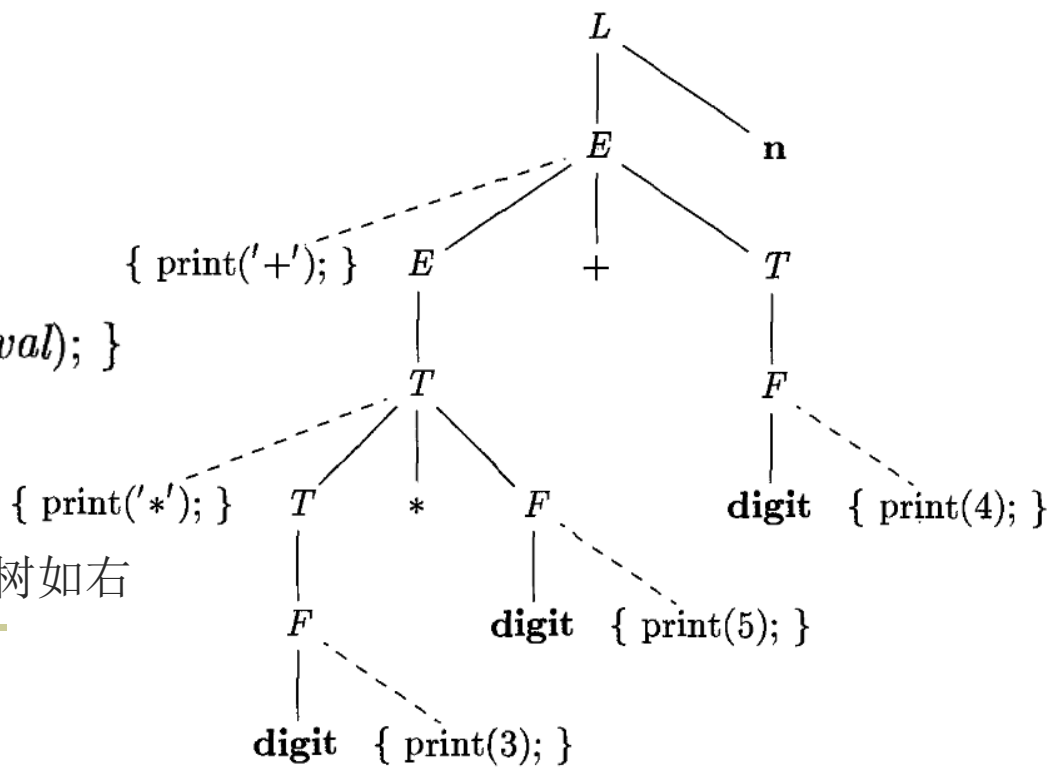 L
E n
{ print('+'); } E + T
val); }
T F
{ print('*'); } T * F digit { print(4); }
树如右
F digit { print(5); }
digit { print(3); }